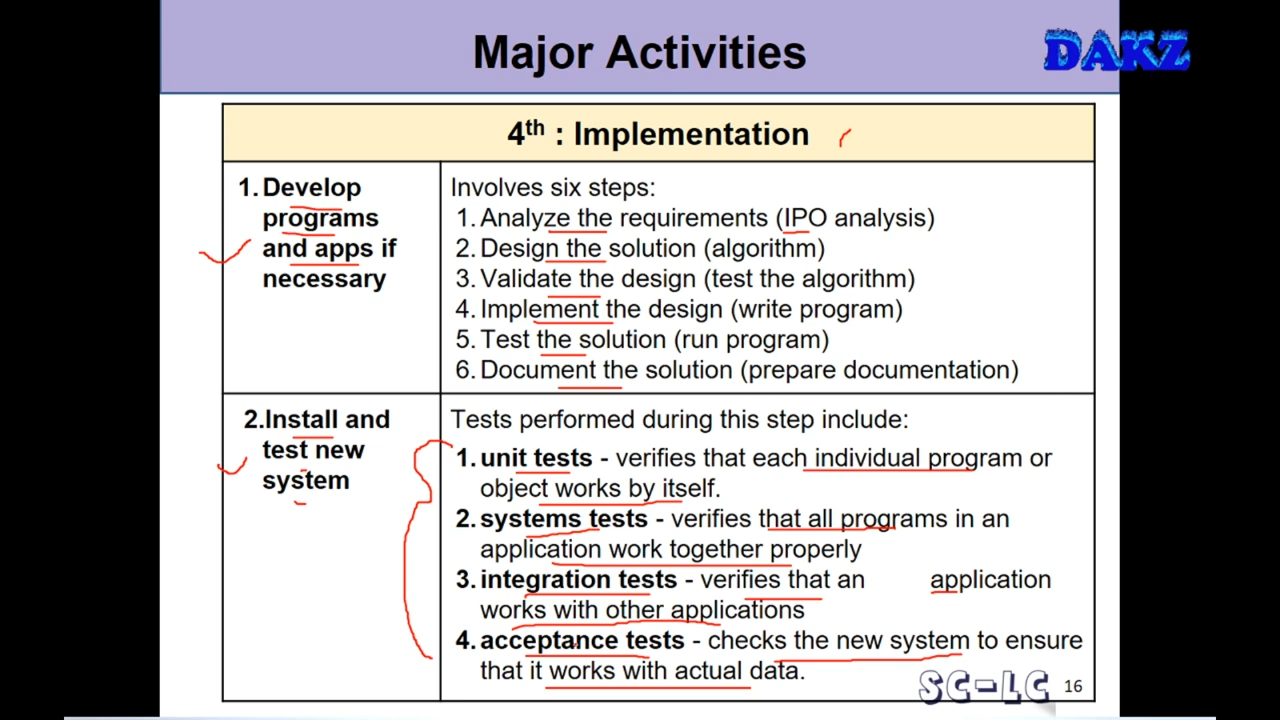 Major Activities
DAKZ
4th : Implementation
1. Develop
programs
and apps if
necessary
Involves six steps:
1. Analyze the requirements (IPO analysis)
2. Design the solution (algorithm)
3. Validate the design (test the algorithm)
4. Implement the design (write program)
5. Test the solution (run program)
6. Document the solution (prepare documentation)
2.Install and
test new
system
Tests performed during this step include:
1. unit tests - verifies that each individual program or
object works by itself.
2. systems tests - verifies that all programs in an
application work together properly
3. integration tests - verifies that an application
works with other applications
4. acceptance tests - checks the new system to ensure
that it works with actual data.
SC-LC
16